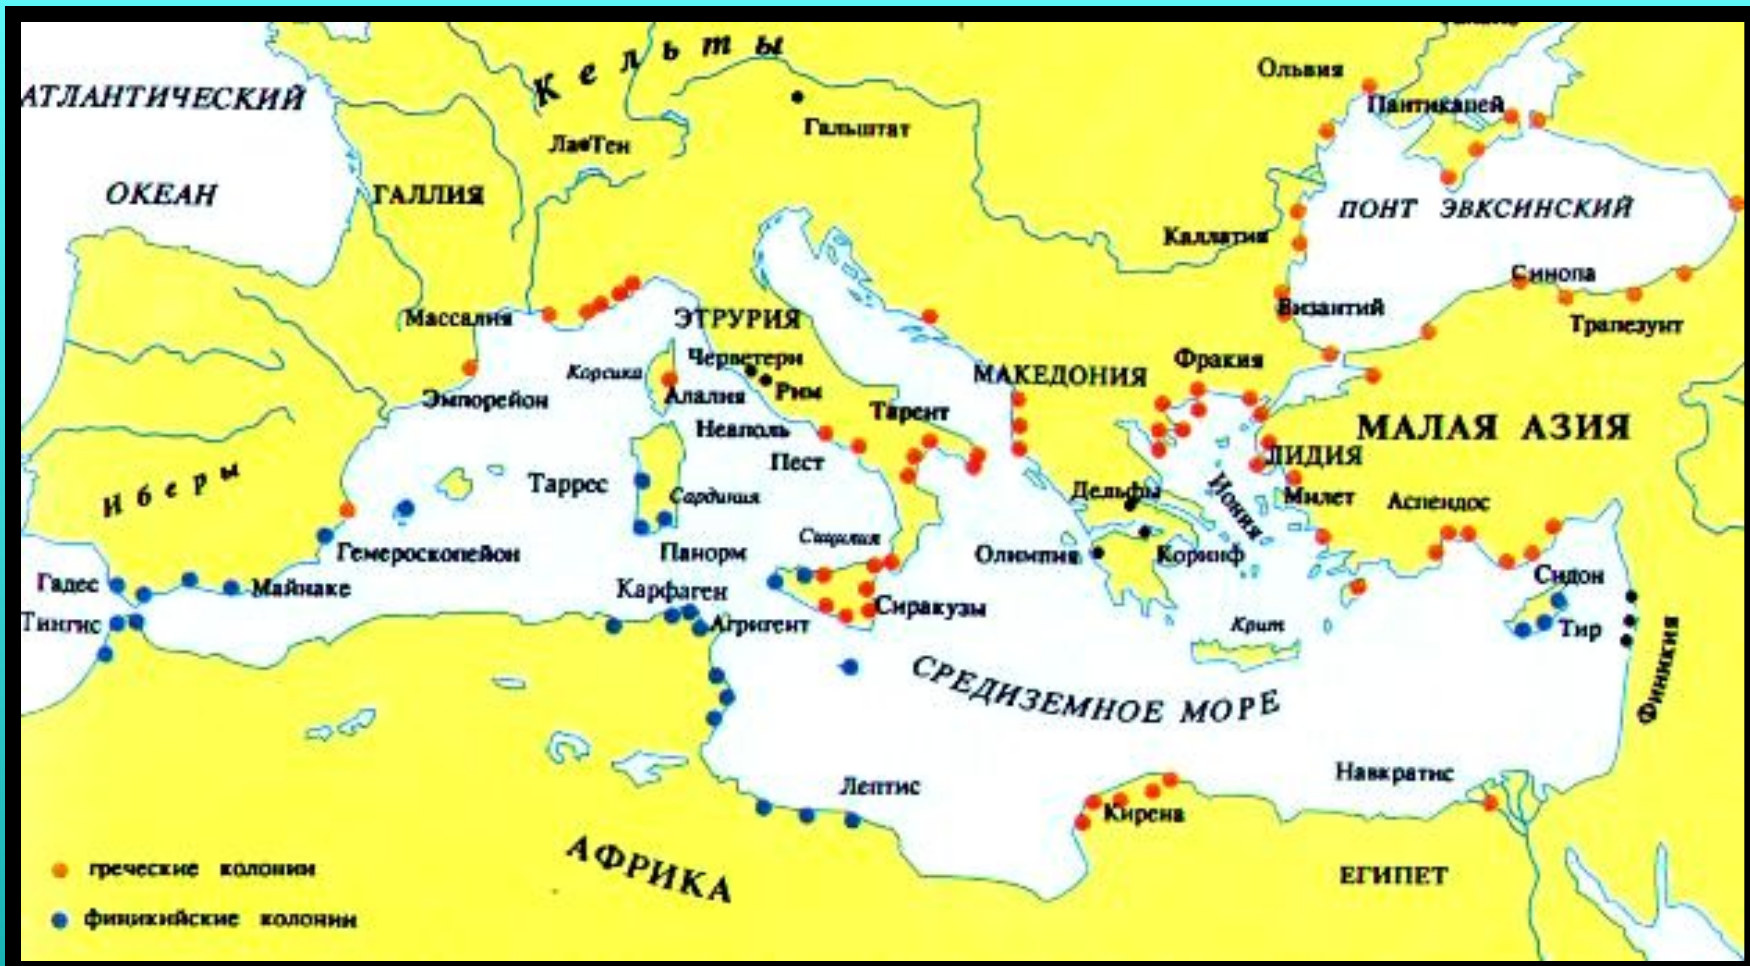 Кельты
Ольвия
АТЛАНТИЧЕСКИЙ
Пантикапей
Гальштат
Ла Тен
ОКЕАН
ГАЛЛИЯ
ПОНТ ЭВКСИНСКИЙ
Каллатия
Синопа
Византий
Массалия
ЭТРУРИЯ
Трапезунт
Черветери
Фракия
Корсика
МАКЕДОНИЯ
Рим
Алалия
Эмпорейон
Тарент
Неаполь
МАЛАЯ АЗИЯ
Пест
ЛИДИЯ
Иберы
Таррес
Сардиния
Дельфы
Иония
Милет
Аспендос
Сицилия
Гемероскопейон
Панорм
Олимпия
Коринф
Гадес
Майнаке
Карфаген
Сидон
Тингис
Агригент
Сиракузы
Крит
Тир
Финикия
СРЕДИЗЕМНОЕ МОРЕ
Лептис
Навкратис
Кирена
АФРИКА
ЕГИПЕТ
греческие колонии
финикийские колонии